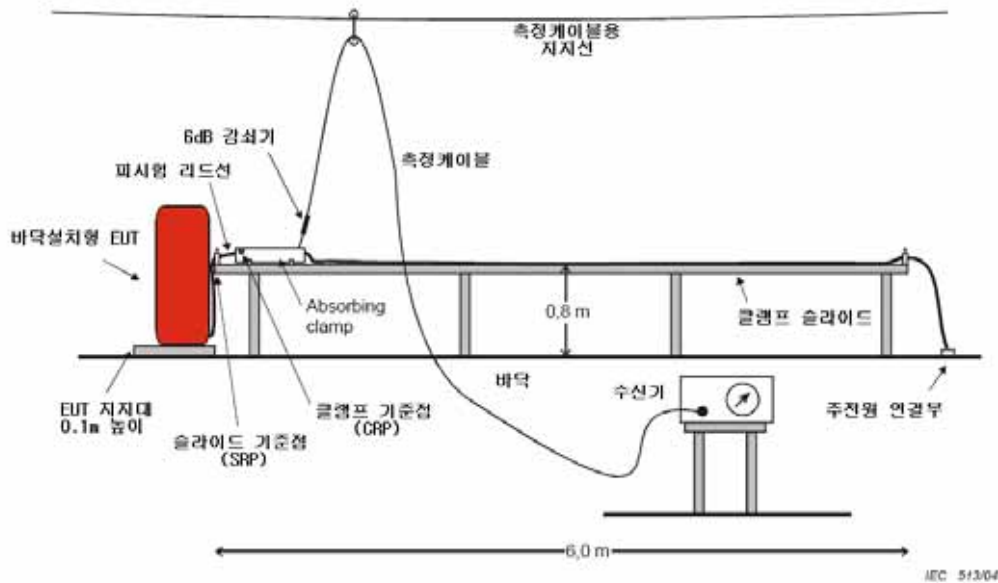 측정케이블용
지지선
6dB 감쇠기
측정케이블
피시험 리드선
바닥설치형 EUT
Absorbing
clamp
0,8 m
클램프 슬라이드
바닥
수신기
주전원 연결부
EUT 지지대
0.1m 높이
슬라이드 기준점
(SRP)
클램프 기준점
(CRP)
6,0 m
IEC 513/04